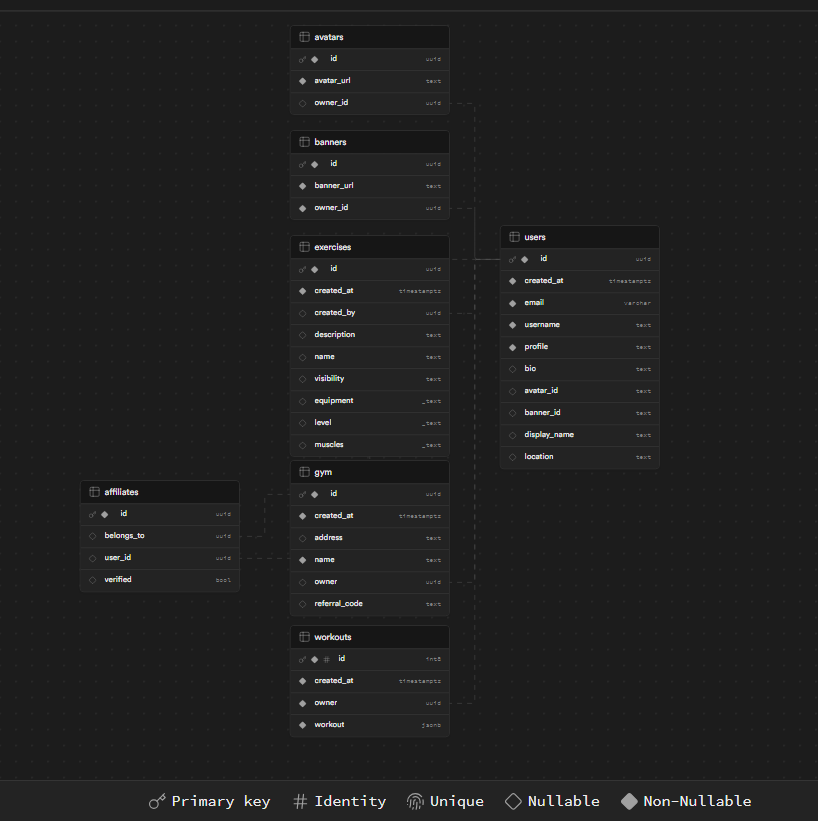 avatars
id uuid
avatar_url text
owner_id uuid
banners
id uuid
banner_url text
owner_id uuid
exercises
id uuid
created_at timestamptz
created_by uuid
description text
name text
visibility text
equipment _text
level _text
muscles _text
users
id uuid
created_at timestamptz
email varchar
username text
profile text
bio text
avatar_id text
banner_id text
display_name text
location text
affiliates
id uuid
belongs_to uuid
user_id uuid
verified bool
gym
id uuid
created_at timestamptz
address text
name text
owner uuid
referral_code text
workouts
# id int8
created_at timestamptz
owner uuid
workout jsonb
Primary key # Identity Unique Nullable Non-Nullable